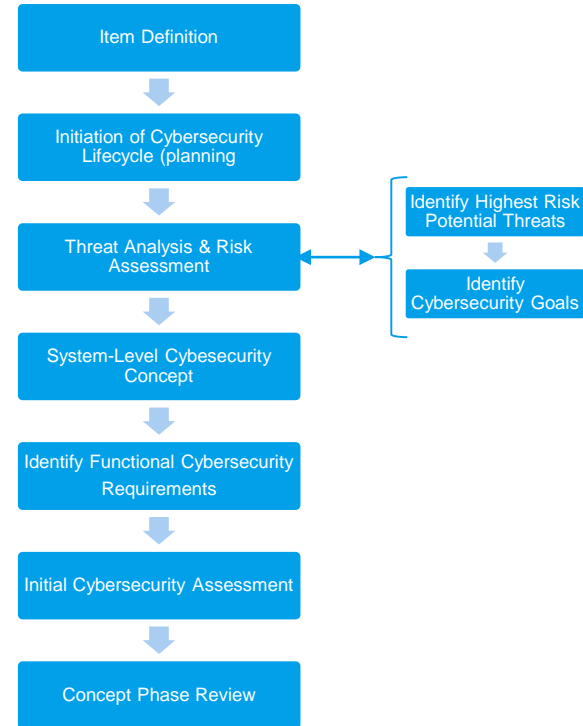 Item Definition
Initiation of Cybersecurity
Lifecycle (planning
Threat Analysis & Risk
Assessment
Identify Highest Risk
Potential Threats
Identify
Cybersecurity Goals
System-Level Cybesecurity
Concept
Identify Functional Cybersecurity
Requirements
Initial Cybersecurity Assessment
Concept Phase Review